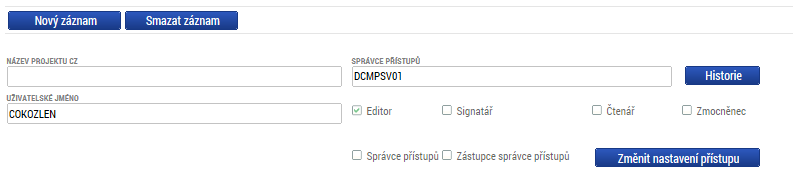 Nový záznam Smazat záznam
NÁZEV PROJEKTU CZ SPRÁVCE PŘÍSTUPŮ
DCMPSV01 Historie
UŽIVATELSKÉ JMÉNO
COKOZLEN Editor Signatář Čtenář Zmocněnec
Správce přístupů Zástupce správce přístupů Změnit nastavení přístupu